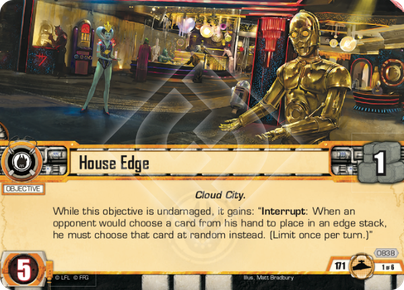 House Edge
1
OBJECTIVE
Cloud City.
While this objective is undamaged, it gains: "Interrupt: When an
opponent would choose a card from his hand to place in an edge stack,
he must choose that card at random instead. (Limit once per turn.)"
0838
171
1 of 6
5
© LFL © FFG
Illus. Matt Bradbury